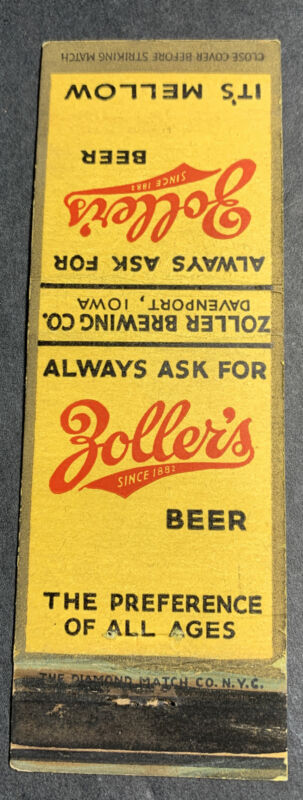 CLOSE COVER BEFORE STRIKING MATCH
IT'S MELLOW
BEER
SINCE 1882
Zoller's
ALWAYS ASK FOR
DAVENPORT, IOWA
ZOLLER BREWING CO.
ALWAYS ASK FOR
Zoller's
SINCE 1882
BEER
THE PREFERENCE
OF ALL AGES
THE DIAMOND MATCH CO. N.Y.C.